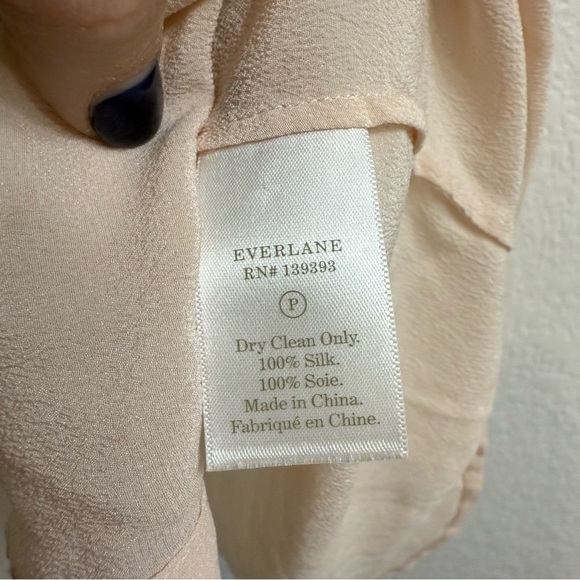 EVERLANE
RN# 139393
P
Dry Clean Only.
100% Silk.
100% Soie.
Made in China.
Fabriqué en Chine.